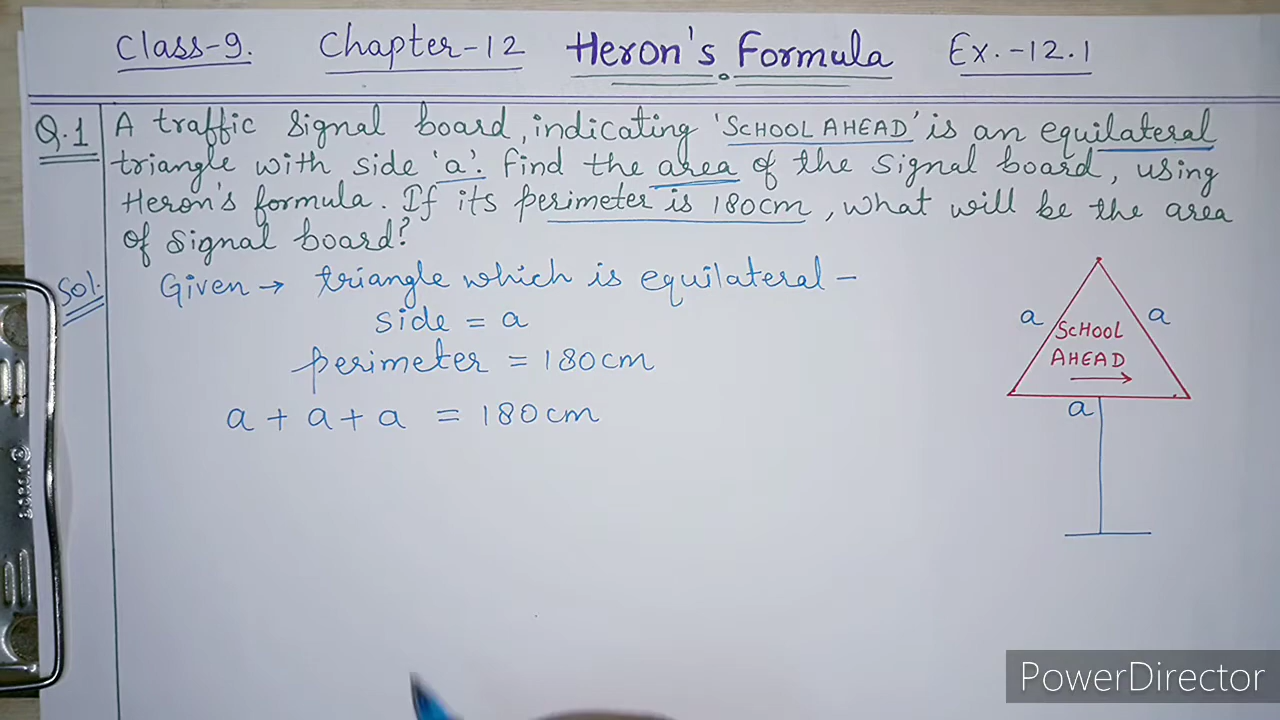 Class-9. Chapter-12 Heron's Formula Ex.-12.1
Q.1 A traffic signal board, indicating 'SCHOOL AHEAD' is an equilateral
triangle with side 'a'. Find the area of the signal board, using
Heron's formula. If its perimeter is 180cm, what will be the area
of signal board?
Sol. Given → triangle which is equilateral -
side = a
perimeter = 180cm
a + a + a = 180cm
a a
SCHOOL
AHEAD
a
PowerDirector